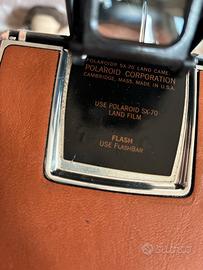 POLAROID SX-70 LAND CAMERA
POLAROID CORPORATION
CAMBRIDGE, MASS. MADE IN U.S.A.
USE POLAROID SX-70
LAND FILM
FLASH
USE FLASHBAR
subito